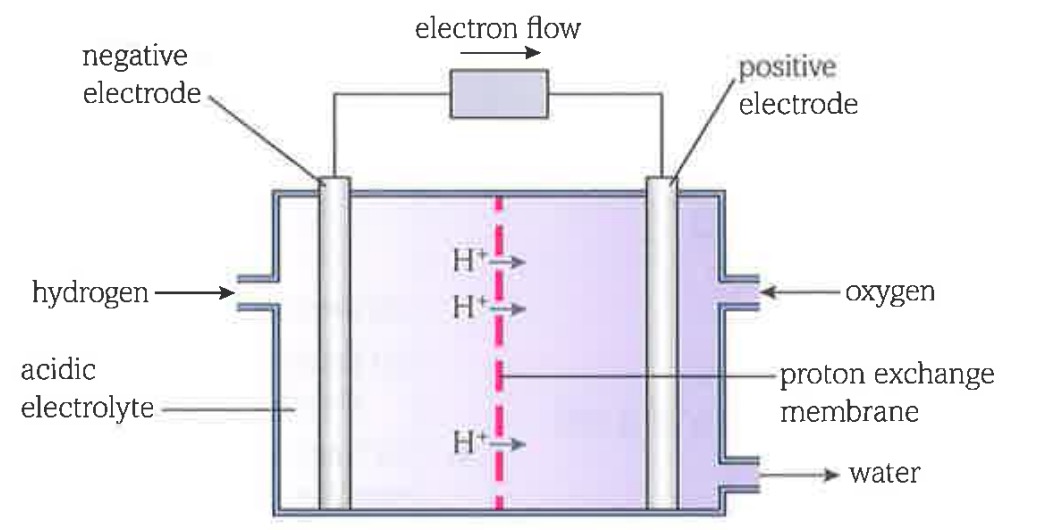 electron flow
negative
electrode
positive
electrode
H⁺
hydrogen
H⁺
oxygen
acidic
electrolyte
proton exchange
membrane
H⁺
water